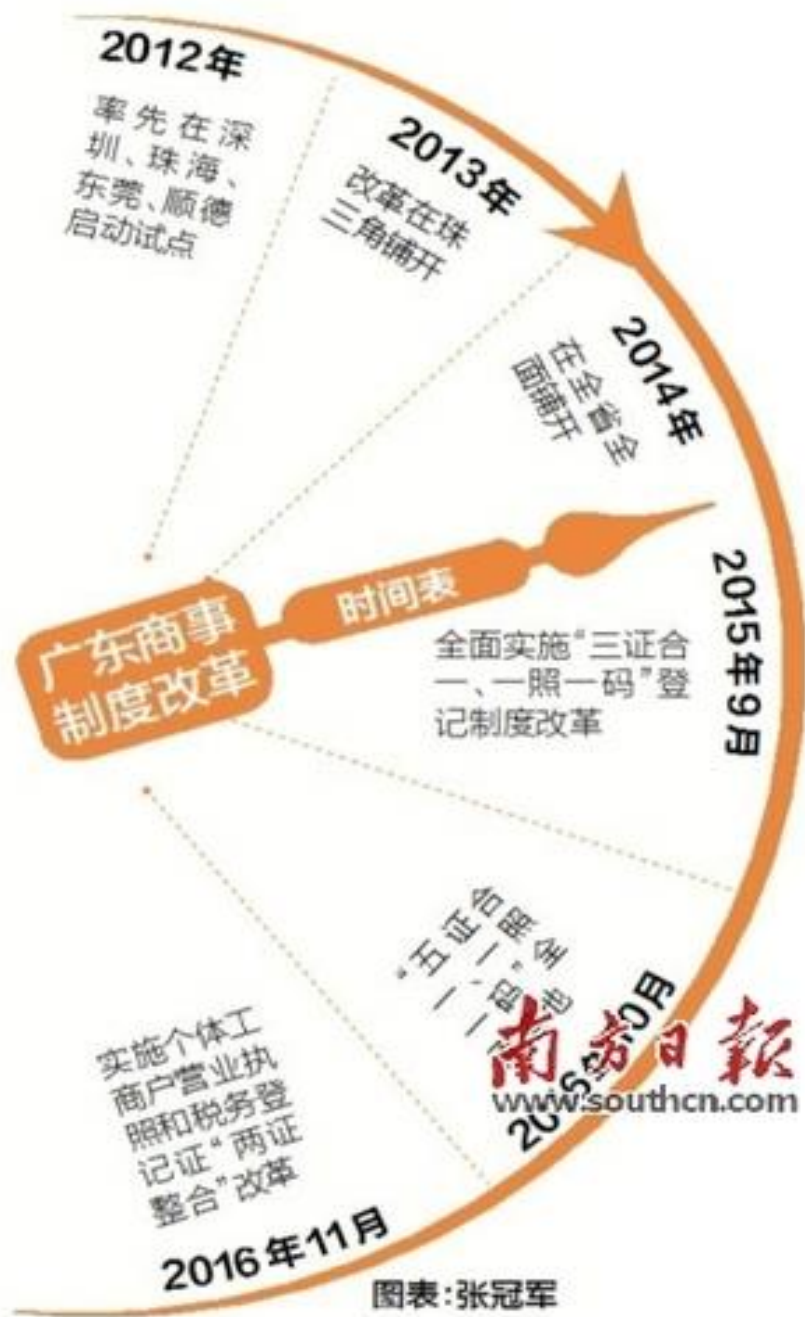 2012年
率先在深
圳、珠海、
东莞、顺德
启动试点
2013年
改革在珠
三角铺开
2014年
在全省全
面铺开
广东商事
制度改革
时间表
2015年9月
全面实施“三证合
一、一照一码”登
记制度改革
“五证合
一、一照
一码”全
南方日报
www.southcn.com
实施个体工
商户营业执
照和税务登
记证“两证
整合”改革
2016年11月
图表:张冠军